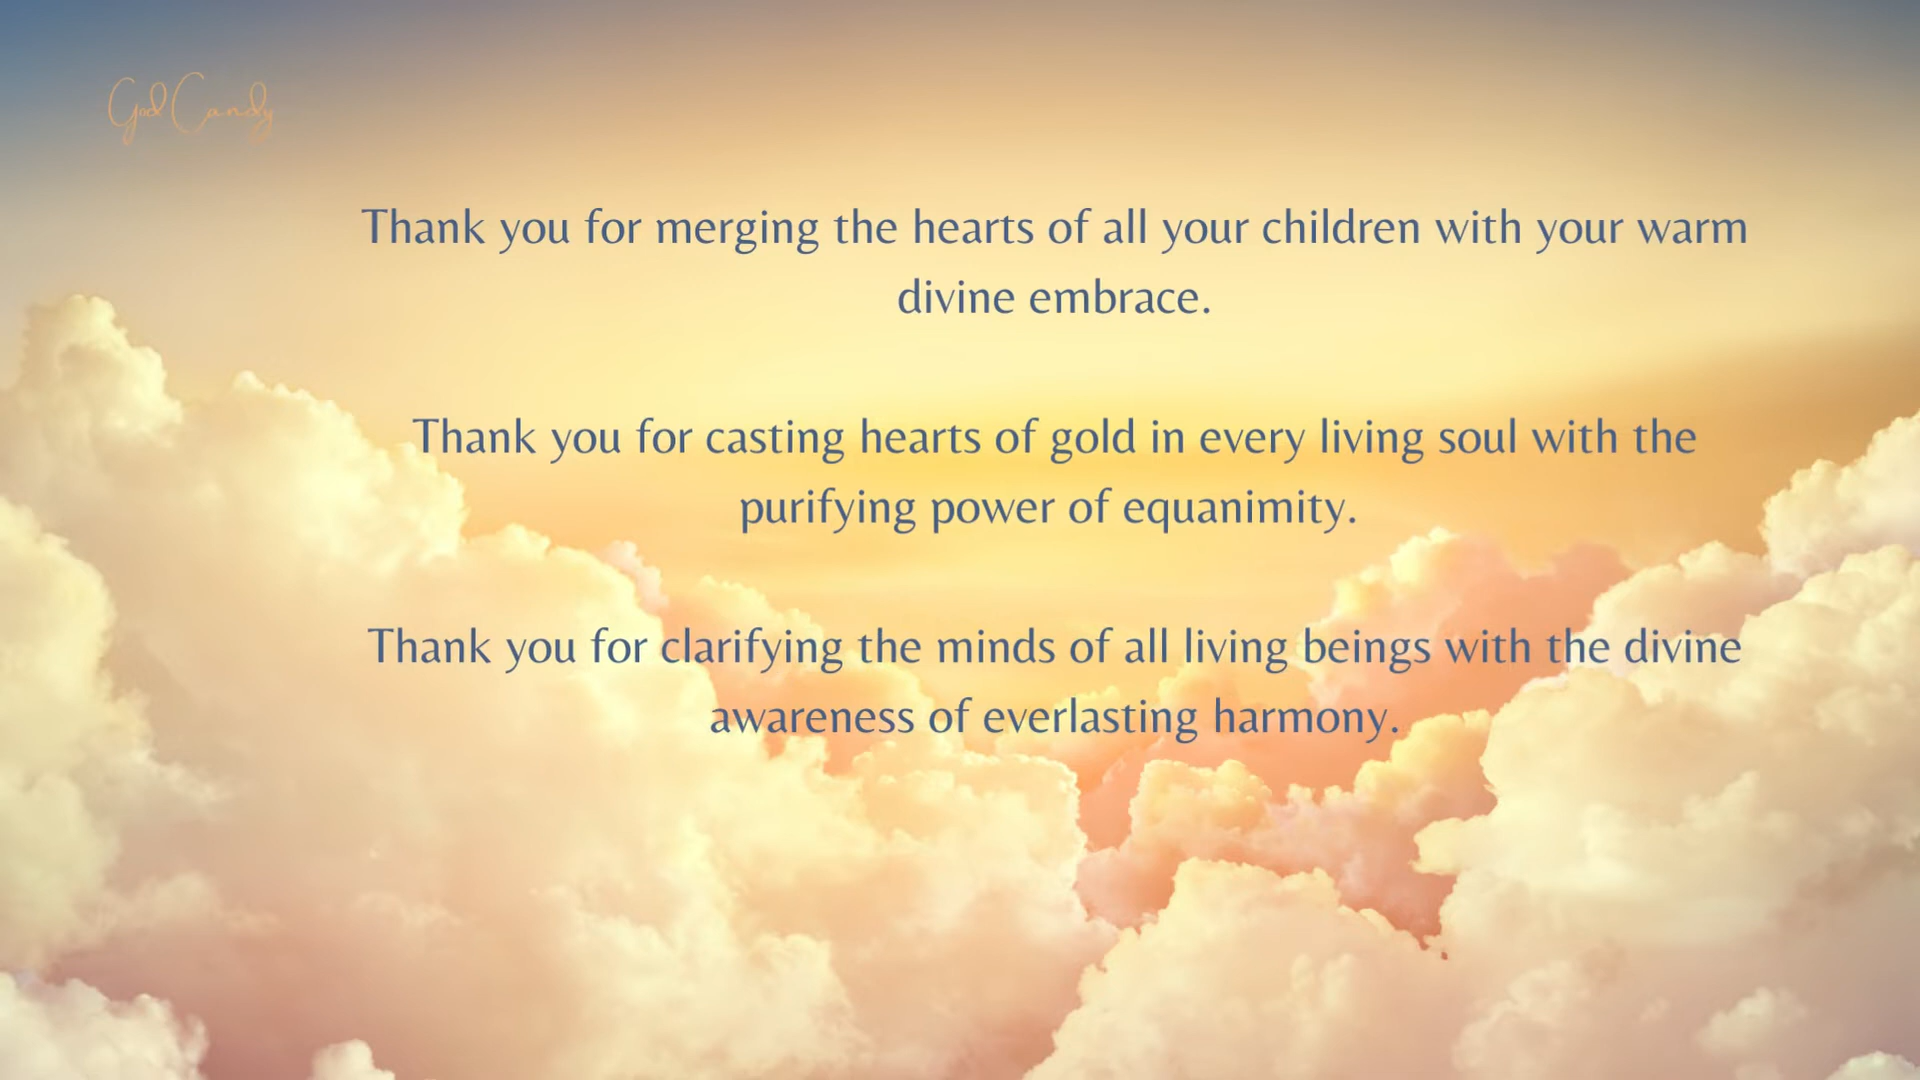 God Candy
Thank you for merging the hearts of all your children with your warm
divine embrace.
Thank you for casting hearts of gold in every living soul with the
purifying power of equanimity.
Thank you for clarifying the minds of all living beings with the divine
awareness of everlasting harmony.